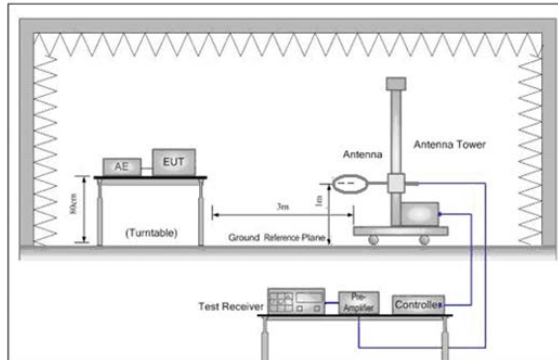 Antenna Tower
Antenna
AE
EUT
80cm
(Turntable)
3m
1m
Ground Reference Plane
Test Receiver
Pre-
Amplifier
Controller